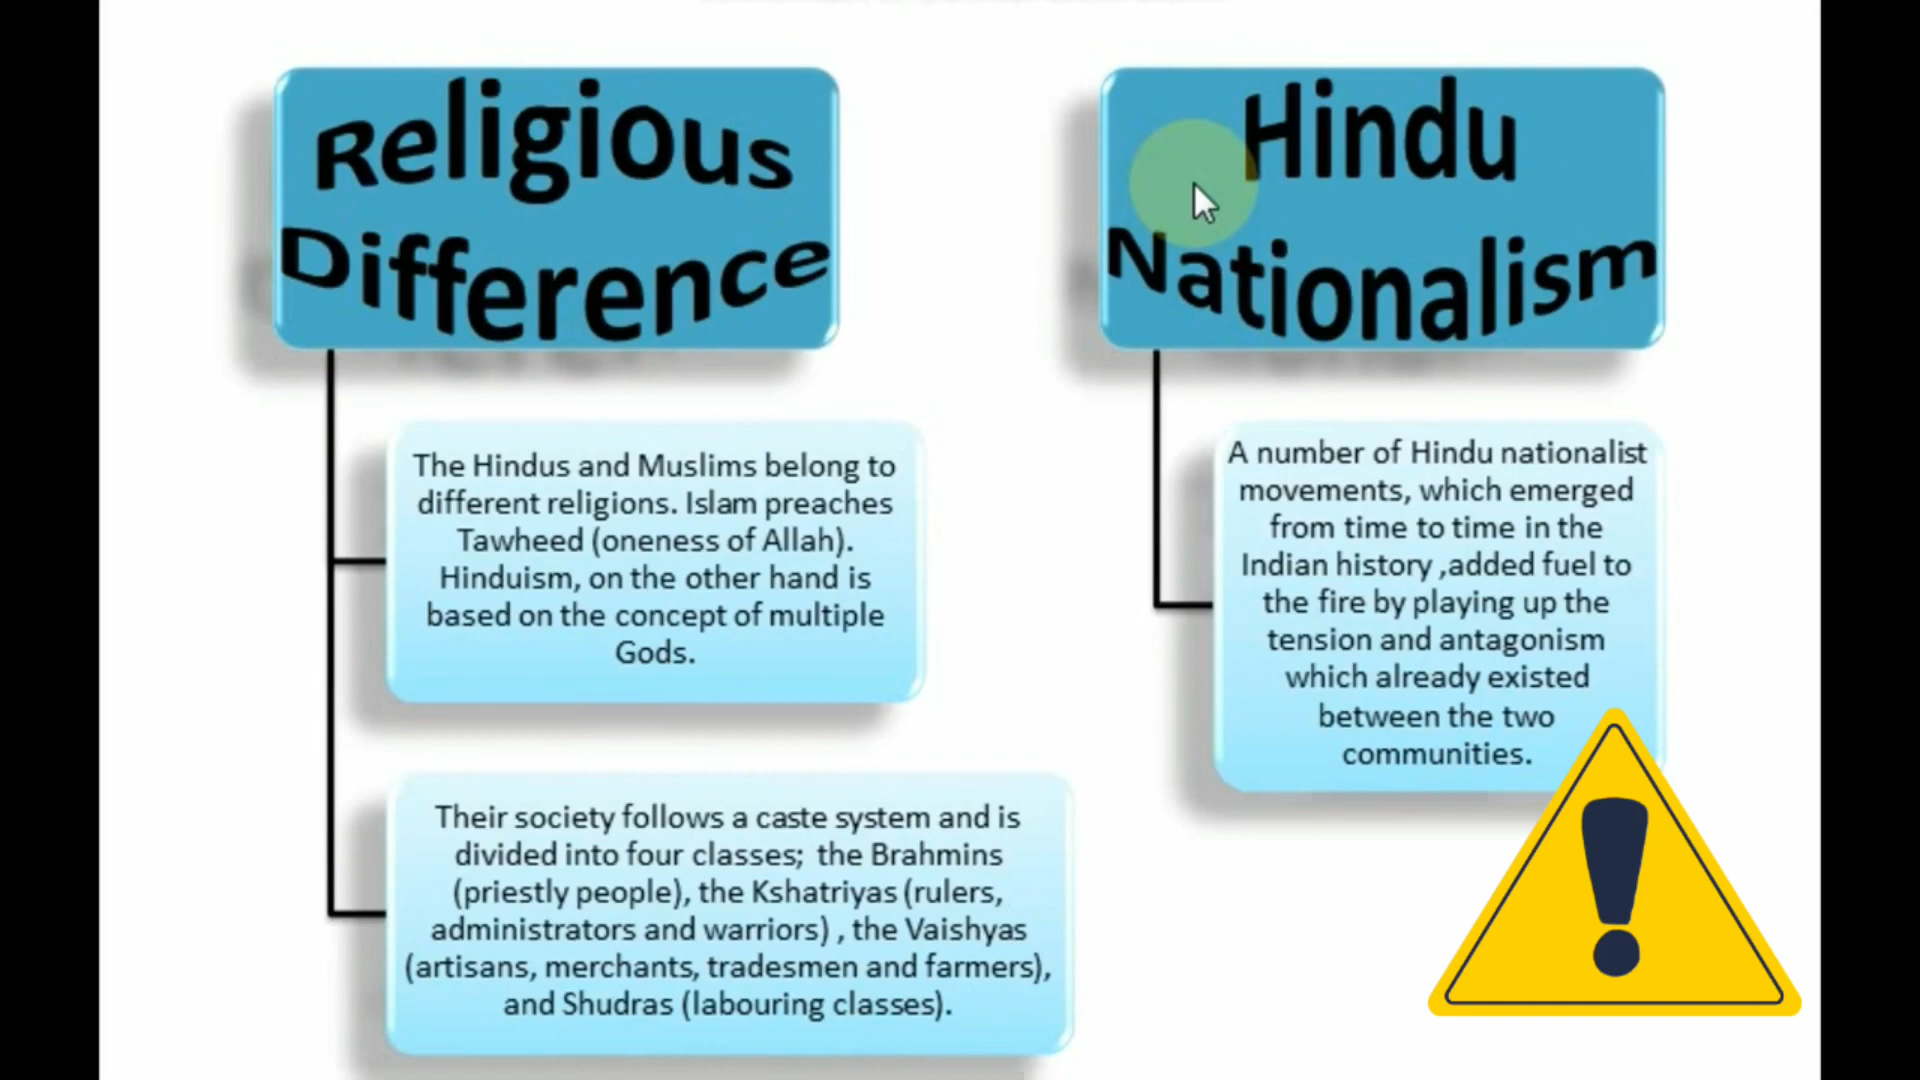 Religious
Difference
The Hindus and Muslims belong to
different religions. Islam preaches
Tawheed (oneness of Allah).
Hinduism, on the other hand is
based on the concept of multiple
Gods.
Their society follows a caste system and is
divided into four classes;  the Brahmins
(priestly people), the Kshatriyas (rulers,
administrators and warriors) , the Vaishyas
(artisans, merchants, tradesmen and farmers),
and Shudras (labouring classes).
Hindu
Nationalism
A number of Hindu nationalist
movements, which emerged
from time to time in the
Indian history ,added fuel to
the fire by playing up the
tension and antagonism
which already existed
between the two
communities.